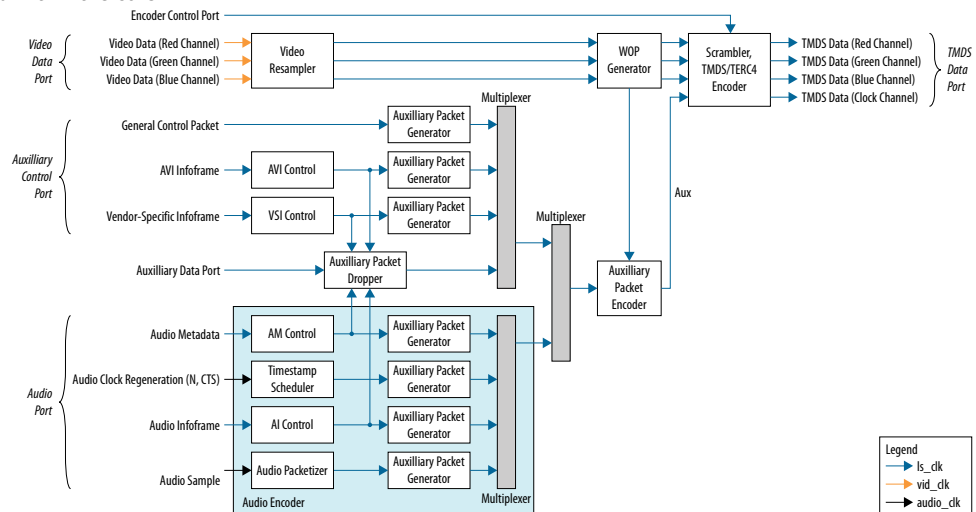 Encoder Control Port
Video
Data
Port
Video Data (Red Channel)
Video Data (Green Channel)
Video Data (Blue Channel)
Video
Resampler
WOP
Generator
Scrambler,
TMDS/TERC4
Encoder
TMDS Data (Red Channel)
TMDS Data (Green Channel)
TMDS Data (Blue Channel)
TMDS Data (Clock Channel)
TMDS
Data
Port
Multiplexer
Auxilliary
Control
Port
General Control Packet
Auxilliary Packet
Generator
AVI Infoframe
AVI Control
Auxilliary Packet
Generator
Vendor-Specific Infoframe
VSI Control
Auxilliary Packet
Generator
Auxilliary Data Port
Auxilliary Packet
Dropper
Multiplexer
Aux
Auxilliary
Packet
Encoder
Audio
Port
Audio Metadata
AM Control
Auxilliary Packet
Generator
Audio Clock Regeneration (N, CTS)
Timestamp
Scheduler
Auxilliary Packet
Generator
Audio Infoframe
AI Control
Auxilliary Packet
Generator
Audio Sample
Audio Packetizer
Auxilliary Packet
Generator
Audio Encoder
Multiplexer
Legend
ls_clk
vid_clk
audio_clk